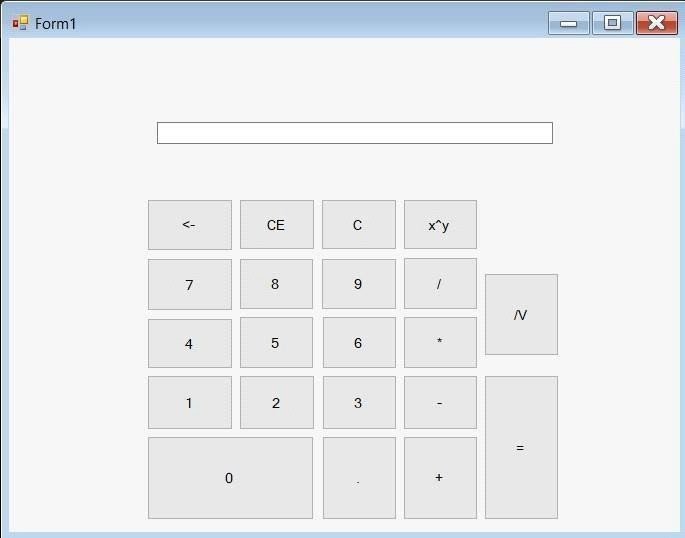 Form1
<- CE C x^y
7 8 9 /
/V
4 5 6 *
1 2 3 -
=
0 . +